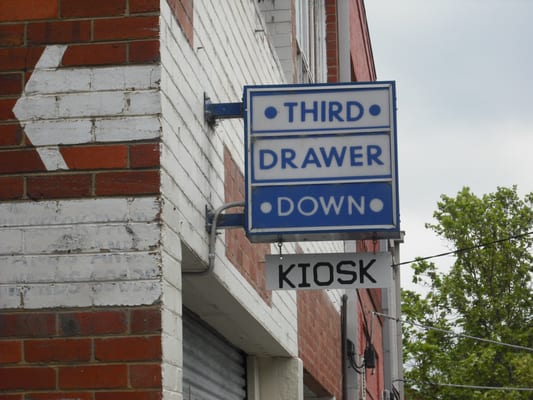 • THIRD •
DRAWER
• DOWN •
KIOSK